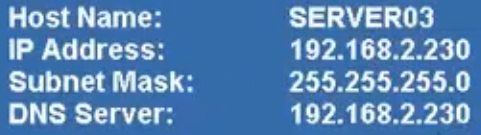 Host Name: SERVER03
IP Address: 192.168.2.230
Subnet Mask: 255.255.255.0
DNS Server: 192.168.2.230